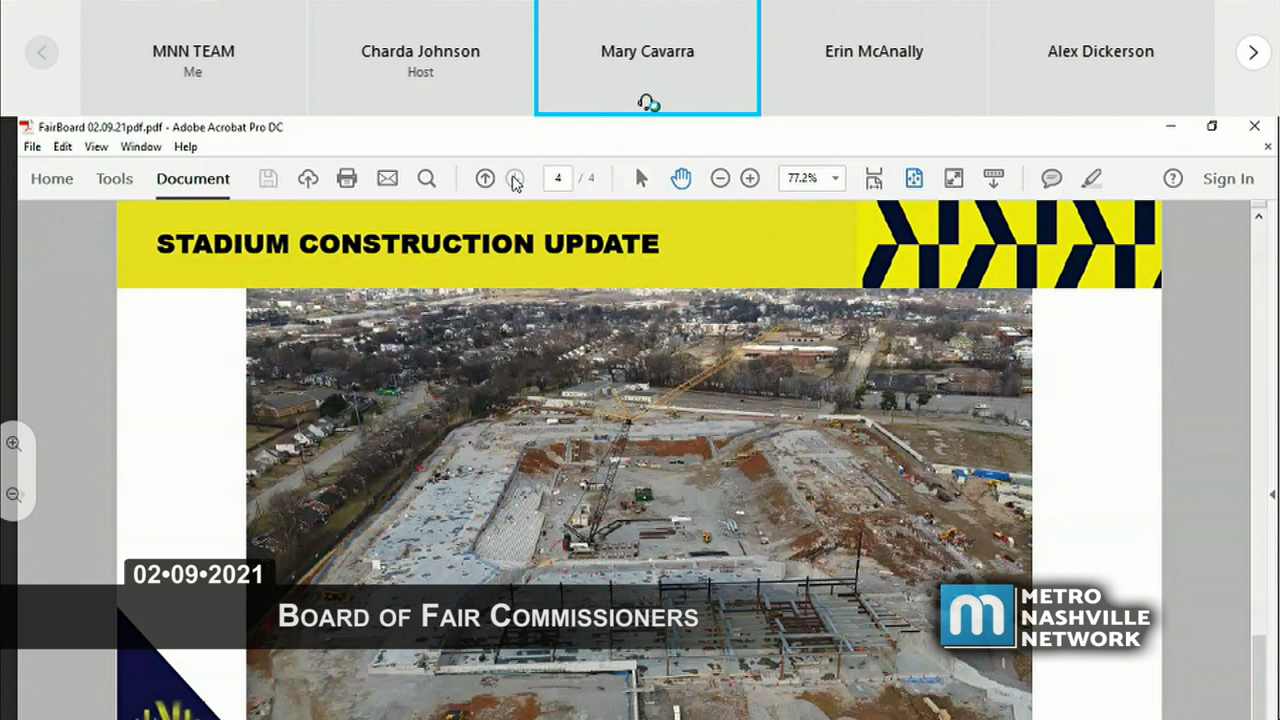 MNN TEAM
Me
Charda Johnson
Host
Mary Cavarra
Erin McAnally
Alex Dickerson
FairBoard 02.09.21pdf.pdf - Adobe Acrobat Pro DC
File Edit View Window Help
Home Tools Document 4 / 4 77.2% Sign In
STADIUM CONSTRUCTION UPDATE
02•09•2021
BOARD OF FAIR COMMISSIONERS
METRO
NASHVILLE
NETWORK